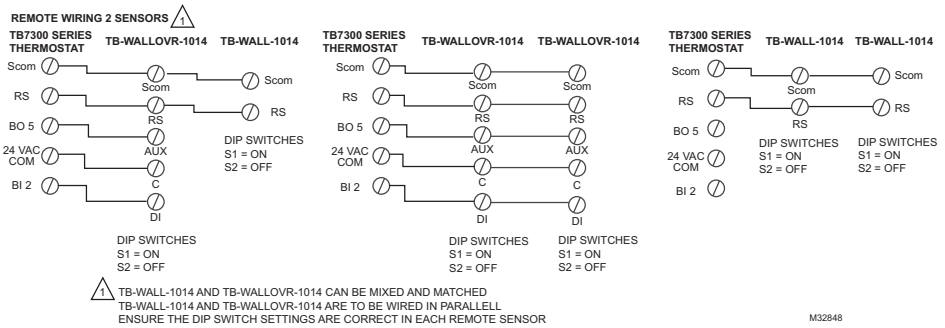 REMOTE WIRING 2 SENSORS 1
TB7300 SERIES THERMOSTAT TB-WALLOVR-1014 TB-WALL-1014
Scom
Scom
Scom
RS
RS
RS
BO 5
AUX
24 VAC COM
C
BI 2
DI
DIP SWITCHES
S1 = ON
S2 = OFF
DIP SWITCHES
S1 = ON
S2 = OFF
TB7300 SERIES THERMOSTAT TB-WALLOVR-1014 TB-WALLOVR-1014
Scom
Scom
Scom
RS
RS
RS
BO 5
AUX
AUX
24 VAC COM
C
C
BI 2
DI
DI
DIP SWITCHES
S1 = ON
S2 = OFF
DIP SWITCHES
S1 = ON
S2 = OFF
TB7300 SERIES THERMOSTAT TB-WALL-1014 TB-WALL-1014
Scom
Scom
Scom
RS
RS
RS
BO 5
24 VAC COM
BI 2
DIP SWITCHES
S1 = ON
S2 = OFF
DIP SWITCHES
S1 = ON
S2 = OFF
1 TB-WALL-1014 AND TB-WALLOVR-1014 CAN BE MIXED AND MATCHED
TB-WALL-1014 AND TB-WALLOVR-1014 ARE TO BE WIRED IN PARALLELL
ENSURE THE DIP SWITCH SETTINGS ARE CORRECT IN EACH REMOTE SENSOR
M32848